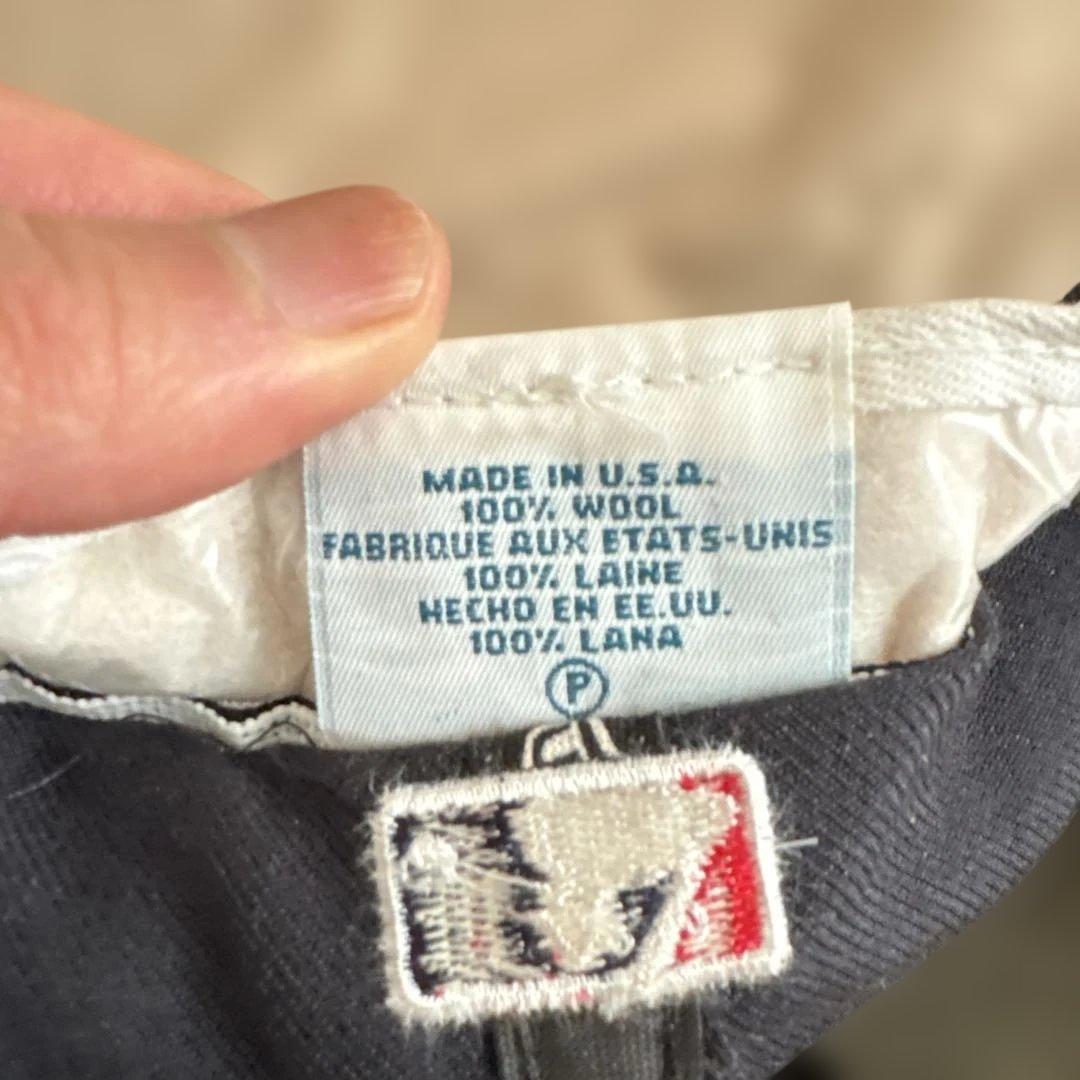 MADE IN U.S.A.
100% WOOL
FABRIQUE AUX ETATS-UNIS
100% LAINE
HECHO EN EE.UU.
100% LANA
P